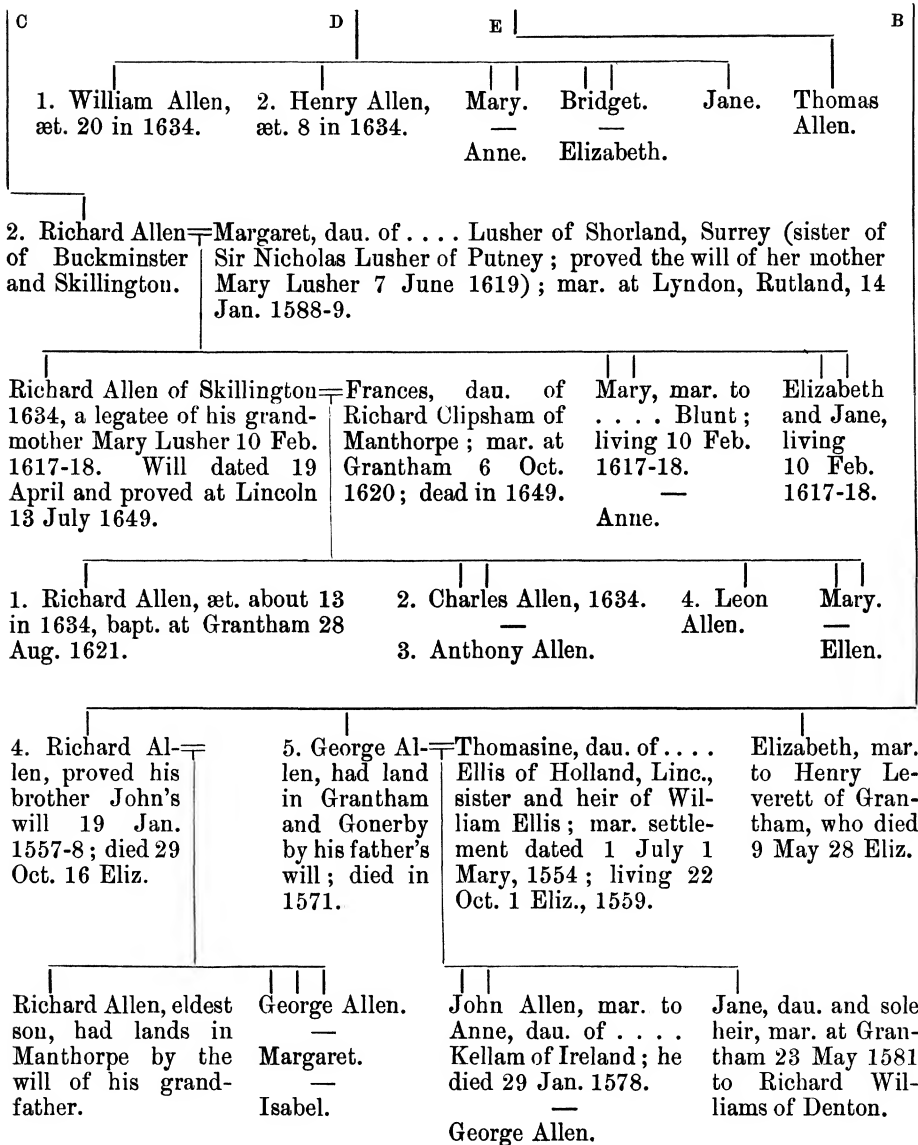 C D E B
1. William Allen, æt. 20 in 1634.
2. Henry Allen, æt. 8 in 1634.
Mary.
—
Anne.
Bridget.
—
Elizabeth.
Jane.
Thomas
Allen.
2. Richard Allen
of Buckminster
and Skillington.
Margaret, dau. of . . . . Lusher of Shorland, Surrey (sister of
Sir Nicholas Lusher of Putney ; proved the will of her mother
Mary Lusher 7 June 1619) ; mar. at Lyndon, Rutland, 14
Jan. 1588-9.
Richard Allen of Skillington
1634, a legatee of his grand-
mother Mary Lusher 10 Feb.
1617-18. Will dated 19
April and proved at Lincoln
13 July 1649.
Frances, dau. of
Richard Clipsham of
Manthorpe ; mar. at
Grantham 6 Oct.
1620 ; dead in 1649.
Mary, mar. to
. . . . Blunt ;
living 10 Feb.
1617-18.
—
Anne.
Elizabeth
and Jane,
living
10 Feb.
1617-18.
1. Richard Allen, æt. about 13
in 1634, bapt. at Grantham 28
Aug. 1621.
2. Charles Allen, 1634.
—
3. Anthony Allen.
4. Leon
Allen.
Mary.
—
Ellen.
4. Richard Al-
len, proved his
brother John's
will 19 Jan.
1557-8 ; died 29
Oct. 16 Eliz.
5. George Al-
len, had land
in Grantham
and Gonerby
by his father's
will ; died in
1571.
Thomasine, dau. of . . . .
Ellis of Holland, Linc.,
sister and heir of Wil-
liam Ellis ; mar. settle-
ment dated 1 July 1
Mary, 1554 ; living 22
Oct. 1 Eliz., 1559.
Elizabeth, mar.
to Henry Le-
verett of Gran-
tham, who died
9 May 28 Eliz.
Richard Allen, eldest
son, had lands in
Manthorpe by the
will of his grand-
father.
George Allen.
—
Margaret.
—
Isabel.
John Allen, mar. to
Anne, dau. of . . . .
Kellam of Ireland ; he
died 29 Jan. 1578.
—
George Allen.
Jane, dau. and sole
heir, mar. at Gran-
tham 23 May 1581
to Richard Wil-
liams of Denton.